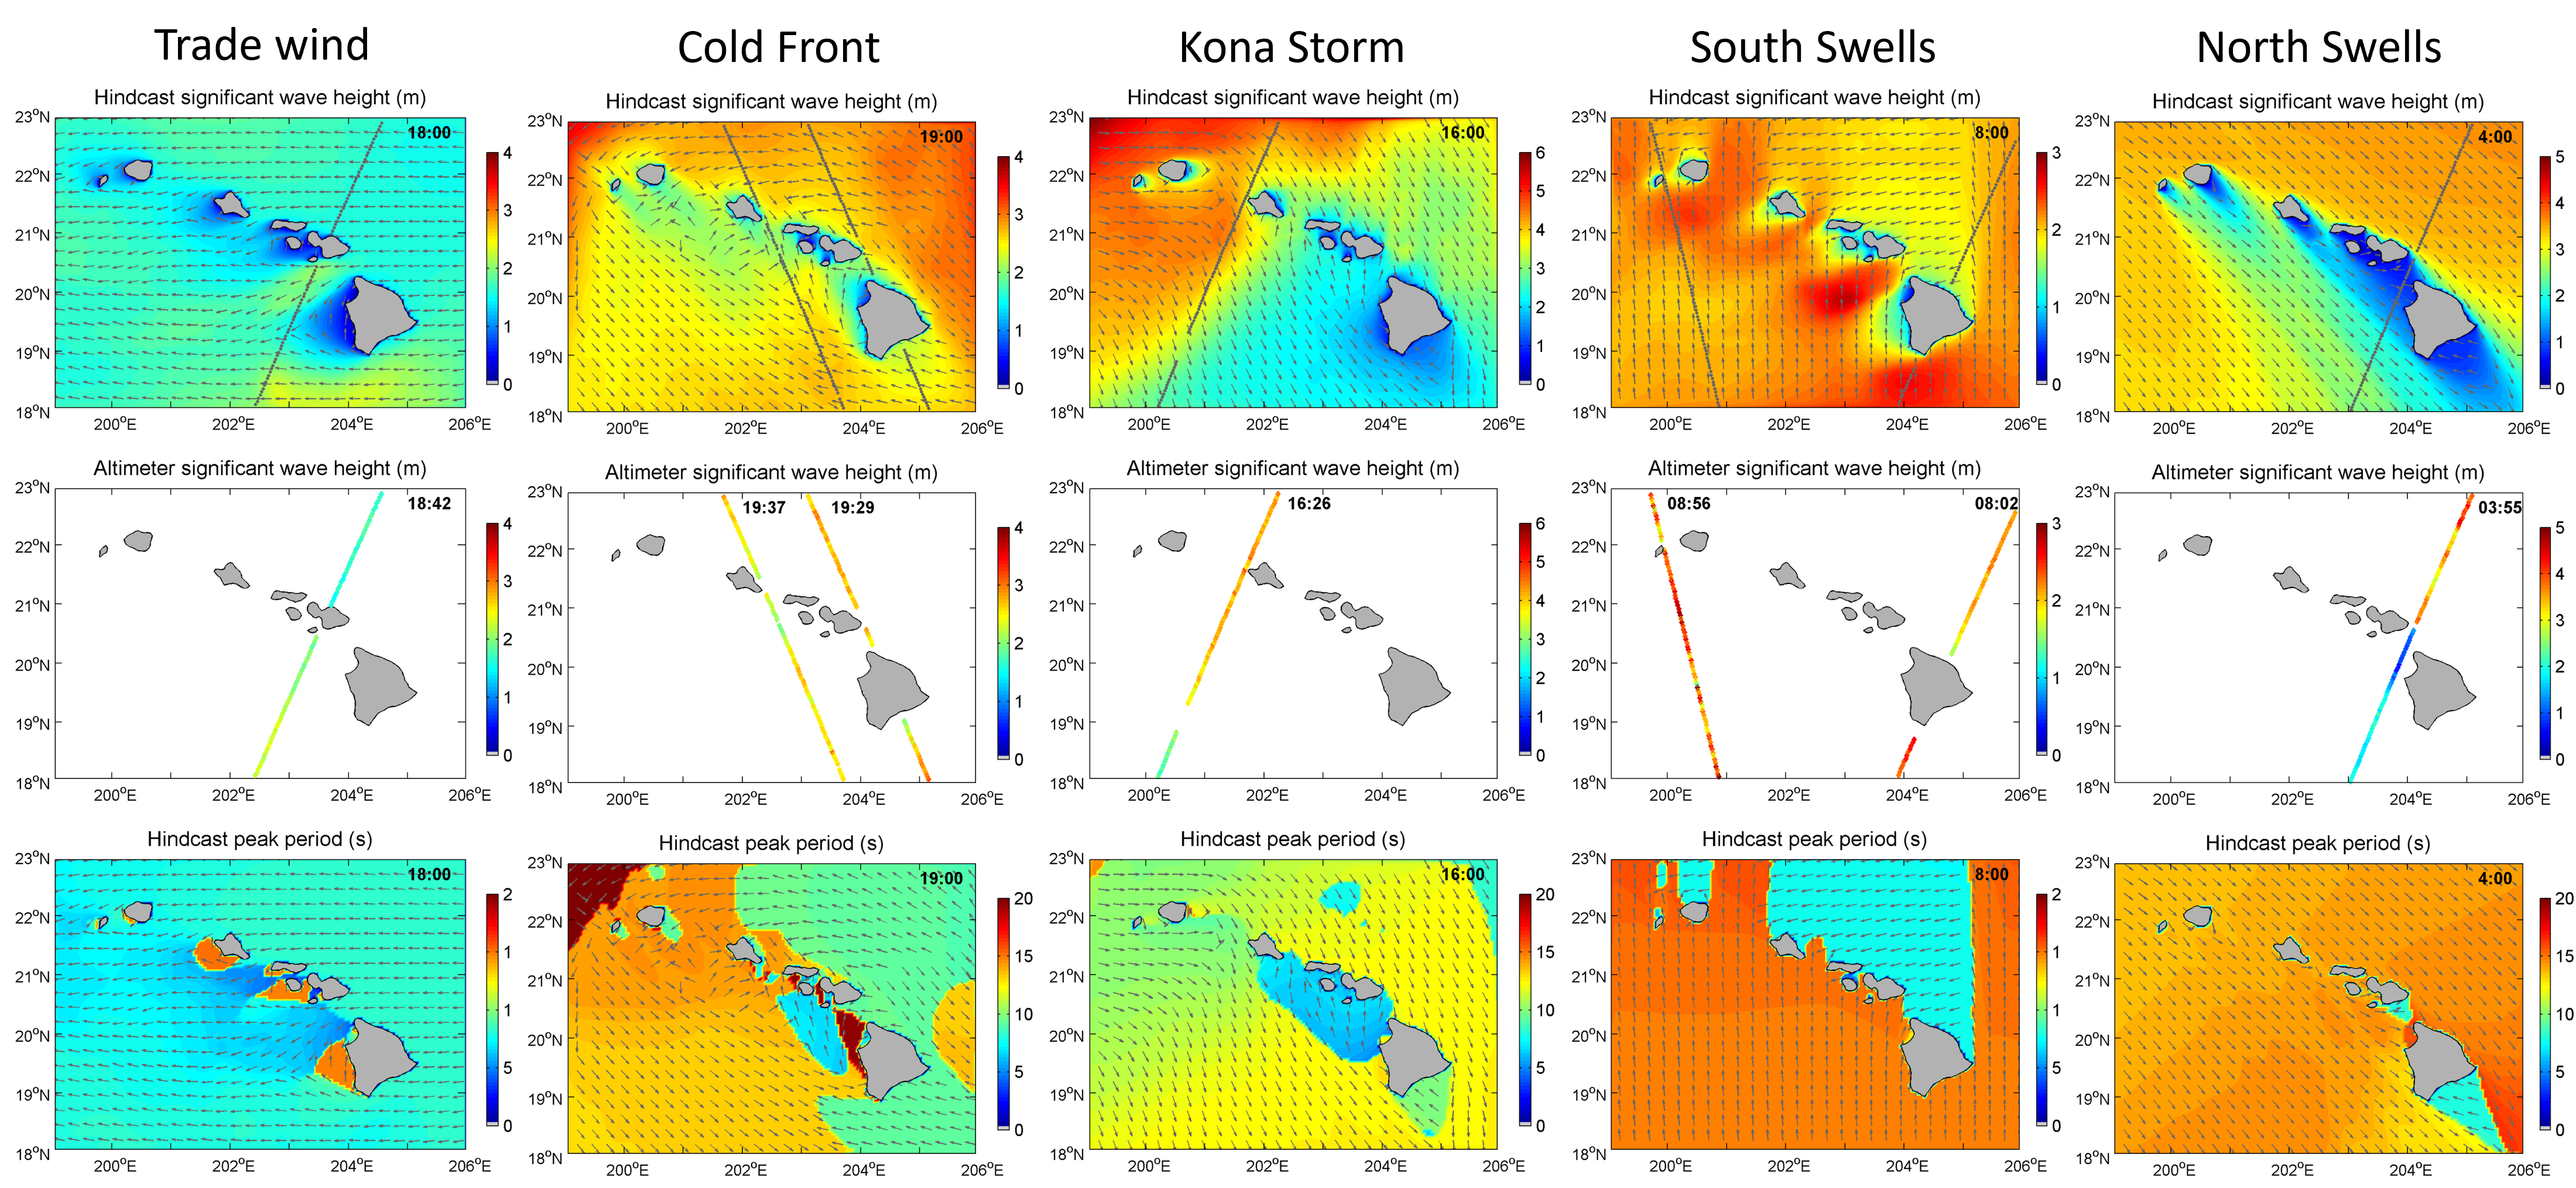 Trade wind
Cold Front
Kona Storm
South Swells
North Swells
Hindcast significant wave height (m)
18:00
23°N
22°N
21°N
20°N
19°N
18°N
200°E 202°E 204°E 206°E
4
3
2
1
0
Hindcast significant wave height (m)
19:00
23°N
22°N
21°N
20°N
19°N
18°N
200°E 202°E 204°E 206°E
4
3
2
1
0
Hindcast significant wave height (m)
16:00
23°N
22°N
21°N
20°N
19°N
18°N
200°E 202°E 204°E 206°E
6
5
4
3
2
1
0
Hindcast significant wave height (m)
8:00
23°N
22°N
21°N
20°N
19°N
18°N
200°E 202°E 204°E 206°E
3
2
1
0
Hindcast significant wave height (m)
4:00
23°N
22°N
21°N
20°N
19°N
18°N
200°E 202°E 204°E 206°E
5
4
3
2
1
0
Altimeter significant wave height (m)
18:42
23°N
22°N
21°N
20°N
19°N
18°N
200°E 202°E 204°E 206°E
4
3
2
1
0
Altimeter significant wave height (m)
19:37 19:29
23°N
22°N
21°N
20°N
19°N
18°N
200°E 202°E 204°E 206°E
4
3
2
1
0
Altimeter significant wave height (m)
16:26
23°N
22°N
21°N
20°N
19°N
18°N
200°E 202°E 204°E 206°E
6
5
4
3
2
1
0
Altimeter significant wave height (m)
08:56 08:02
23°N
22°N
21°N
20°N
19°N
18°N
200°E 202°E 204°E 206°E
3
2
1
0
Altimeter significant wave height (m)
03:55
23°N
22°N
21°N
20°N
19°N
18°N
200°E 202°E 204°E 206°E
5
4
3
2
1
0
Hindcast peak period (s)
18:00
23°N
22°N
21°N
20°N
19°N
18°N
200°E 202°E 204°E 206°E
2
1
1
5
0
Hindcast peak period (s)
19:00
23°N
22°N
21°N
20°N
19°N
18°N
200°E 202°E 204°E 206°E
20
15
10
5
0
Hindcast peak period (s)
16:00
23°N
22°N
21°N
20°N
19°N
18°N
200°E 202°E 204°E 206°E
20
15
10
5
0
Hindcast peak period (s)
8:00
23°N
22°N
21°N
20°N
19°N
18°N
200°E 202°E 204°E 206°E
2
1
1
5
0
Hindcast peak period (s)
4:00
23°N
22°N
21°N
20°N
19°N
18°N
200°E 202°E 204°E 206°E
20
15
10
5
0